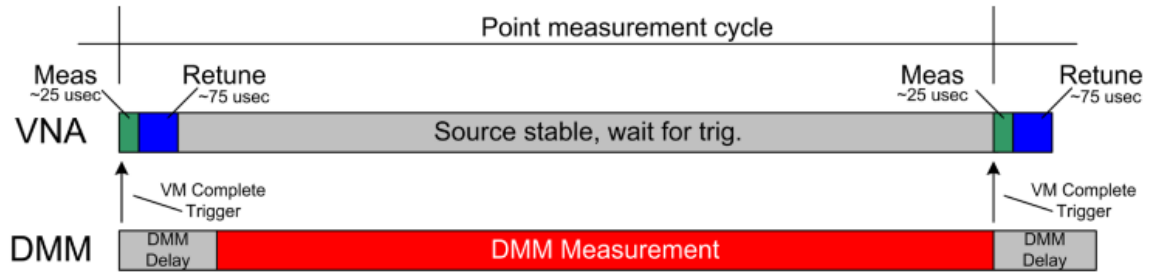 Point measurement cycle
Meas
~25 usec
Retune
~75 usec
Meas
~25 usec
Retune
~75 usec
VNA
Source stable, wait for trig.
VM Complete
Trigger
VM Complete
Trigger
DMM
DMM
Delay
DMM Measurement
DMM
Delay